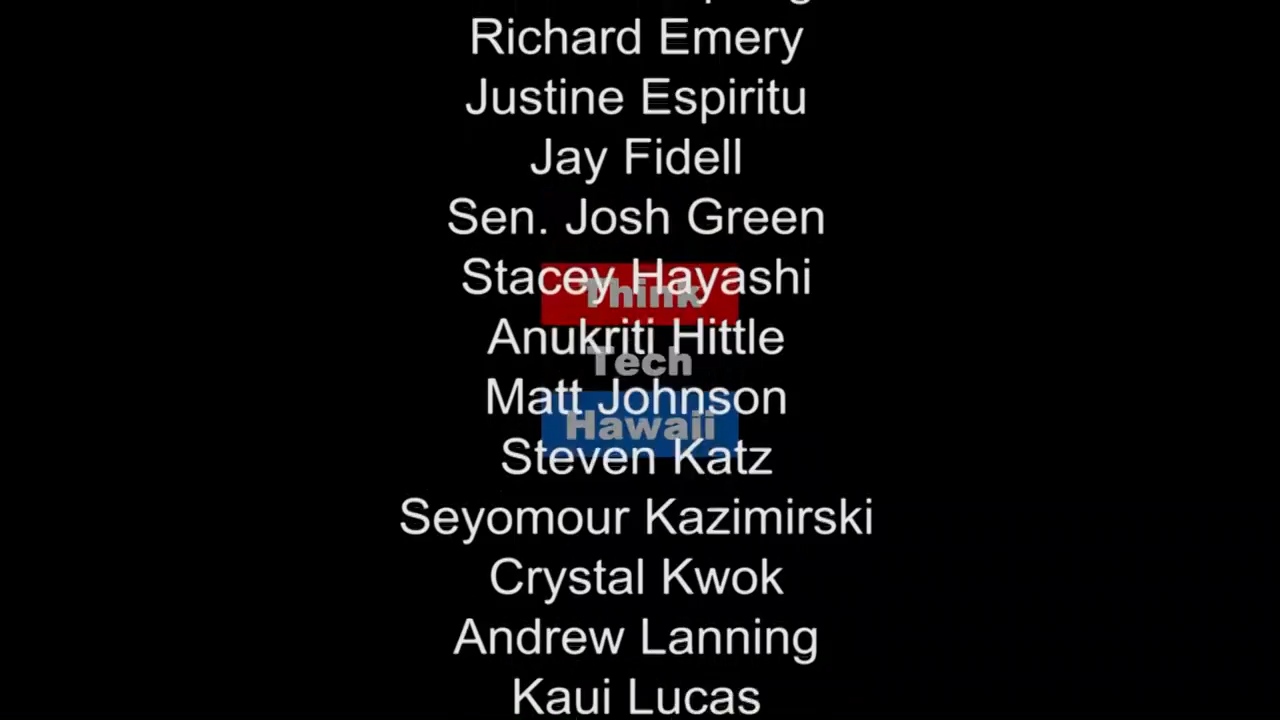 Richard Emery
Justine Espiritu
Jay Fidell
Sen. Josh Green
Stacey Hayashi
Think
Anukriti Hittle
Tech
Matt Johnson
Hawaii
Steven Katz
Seyomour Kazimirski
Crystal Kwok
Andrew Lanning
Kaui Lucas